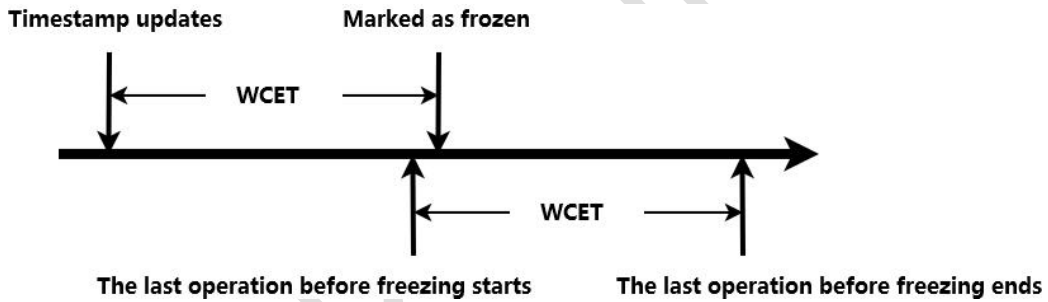 Timestamp updates
Marked as frozen
WCET
WCET
The last operation before freezing starts
The last operation before freezing ends